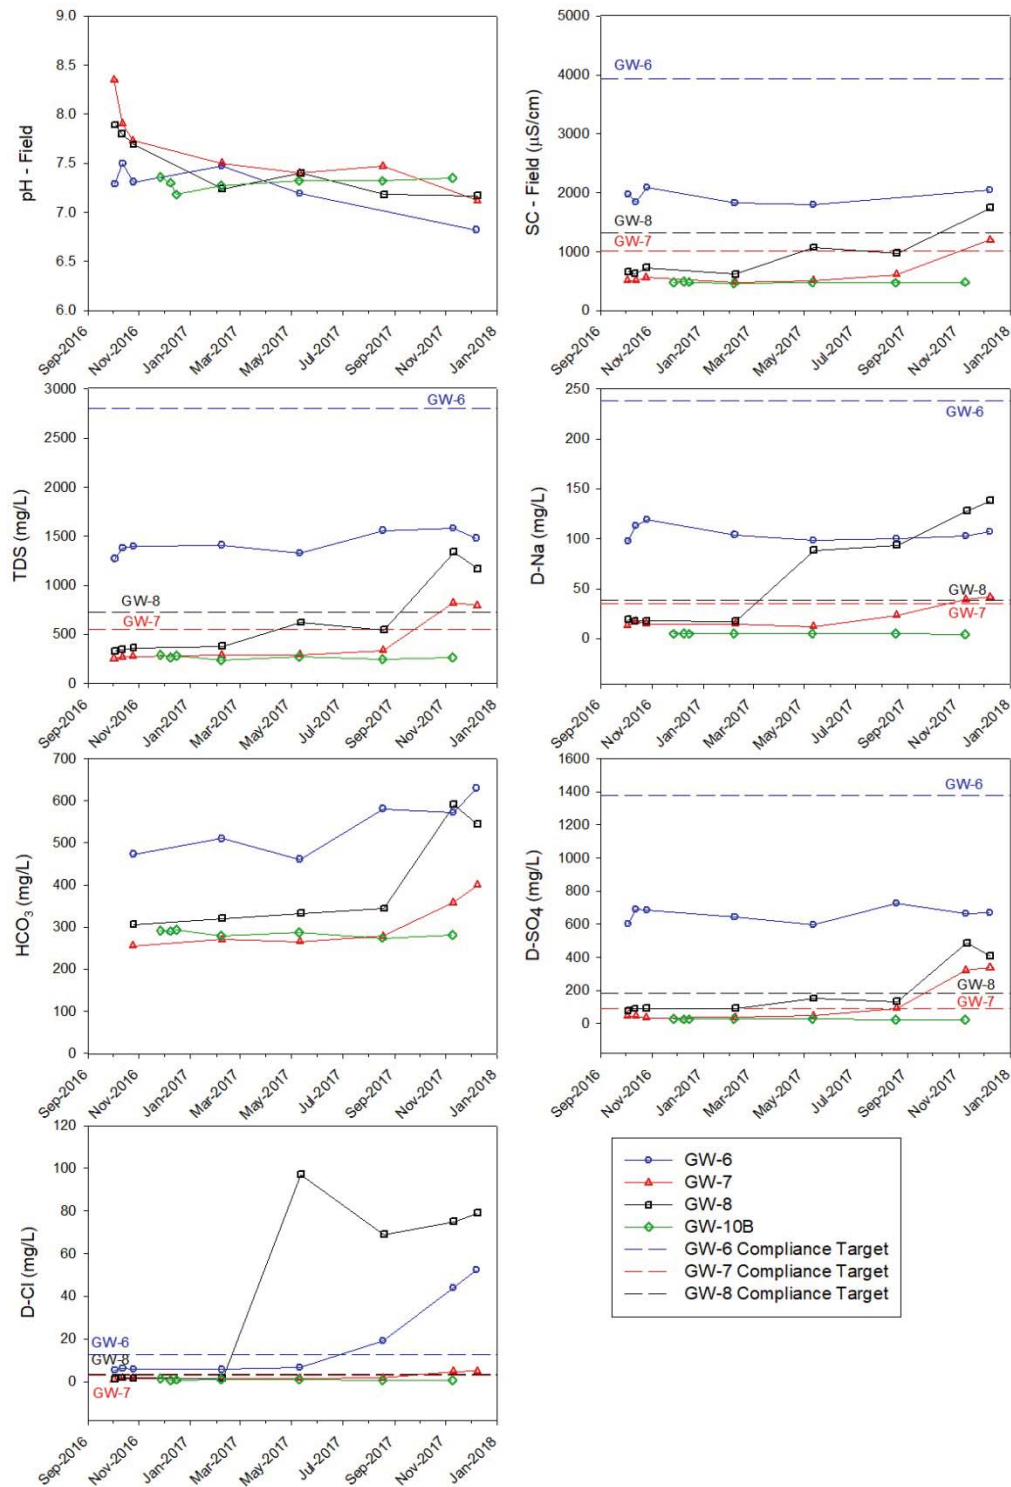 9.0
8.5
8.0
7.5
7.0
6.5
6.0
pH - Field
Sep-2016
Nov-2016
Jan-2017
Mar-2017
May-2017
Jul-2017
Sep-2017
Nov-2017
Jan-2018
5000
4000
3000
2000
1000
0
SC - Field (µS/cm)
GW-6
GW-8
GW-7
Sep-2016
Nov-2016
Jan-2017
Mar-2017
May-2017
Jul-2017
Sep-2017
Nov-2017
Jan-2018
3000
2500
2000
1500
1000
500
0
TDS (mg/L)
GW-6
GW-8
GW-7
Sep-2016
Nov-2016
Jan-2017
Mar-2017
May-2017
Jul-2017
Sep-2017
Nov-2017
Jan-2018
250
200
150
100
50
0
D-Na (mg/L)
GW-6
GW-8
GW-7
Sep-2016
Nov-2016
Jan-2017
Mar-2017
May-2017
Jul-2017
Sep-2017
Nov-2017
Jan-2018
700
600
500
400
300
200
100
0
HCO3 (mg/L)
Sep-2016
Nov-2016
Jan-2017
Mar-2017
May-2017
Jul-2017
Sep-2017
Nov-2017
Jan-2018
1600
1400
1200
1000
800
600
400
200
0
D-SO4 (mg/L)
GW-6
GW-8
GW-7
Sep-2016
Nov-2016
Jan-2017
Mar-2017
May-2017
Jul-2017
Sep-2017
Nov-2017
Jan-2018
120
100
80
60
40
20
0
D-Cl (mg/L)
GW-6
GW-8
GW-7
Sep-2016
Nov-2016
Jan-2017
Mar-2017
May-2017
Jul-2017
Sep-2017
Nov-2017
Jan-2018
GW-6
GW-7
GW-8
GW-10B
GW-6 Compliance Target
GW-7 Compliance Target
GW-8 Compliance Target